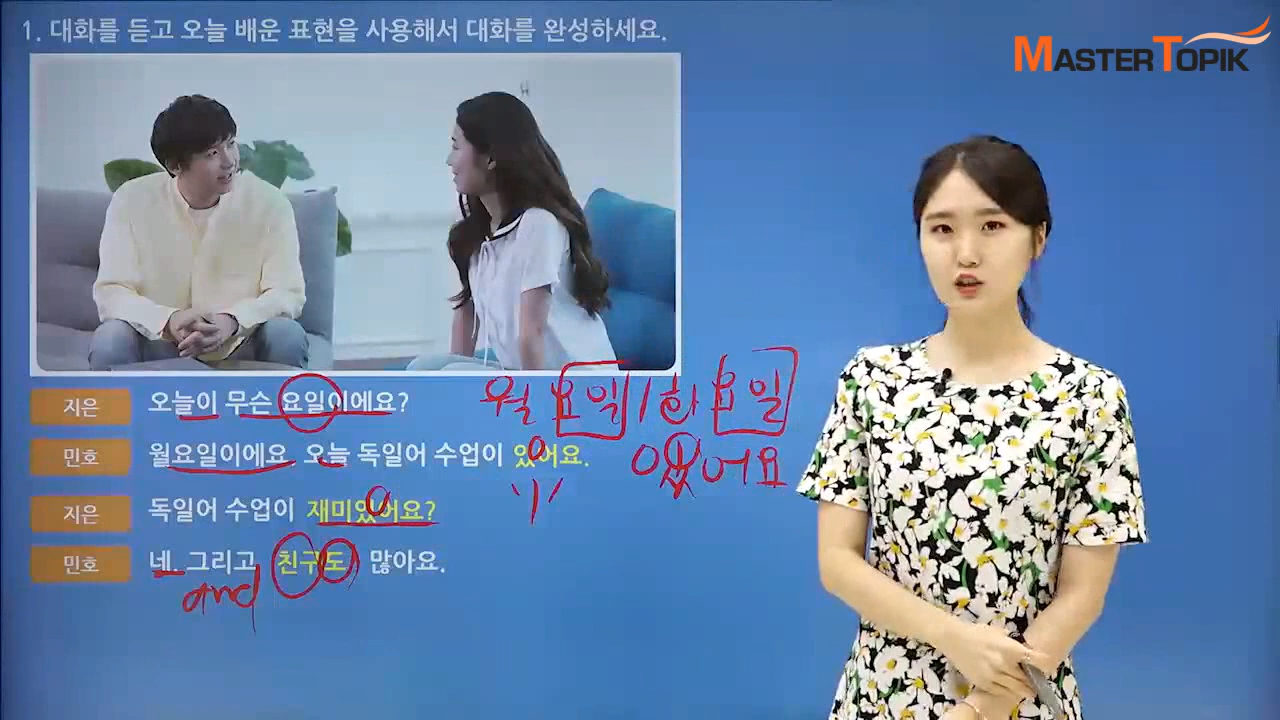 1. 대화를 듣고 오늘 배운 표현을 사용해서 대화를 완성하세요.
MASTERTOPIK
지은 오늘이 무슨 요일이에요?
월요일/화요일
민호 월요일이에요. 오늘 독일어 수업이 있어요.
있어요
지은 독일어 수업이 재미있어요?
민호 네. 그리고 친구도 많아요.
and